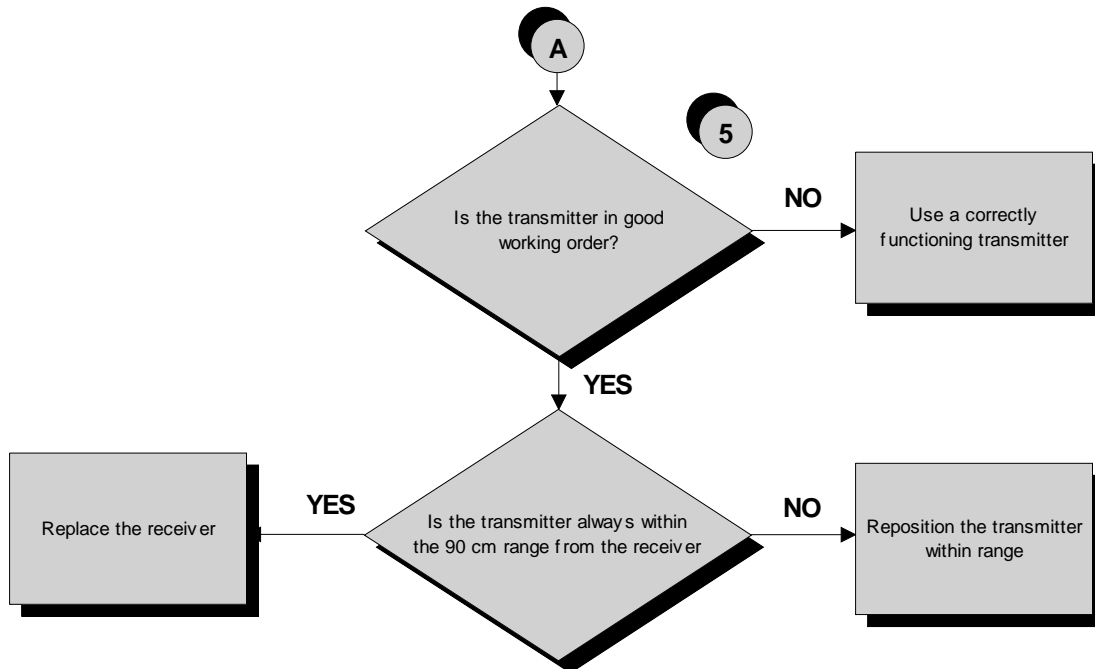 A
5
Is the transmitter in good
working order?
NO
Use a correctly
functioning transmitter
YES
Replace the receiver
YES
Is the transmitter always within
the 90 cm range from the receiver
NO
Reposition the transmitter
within range